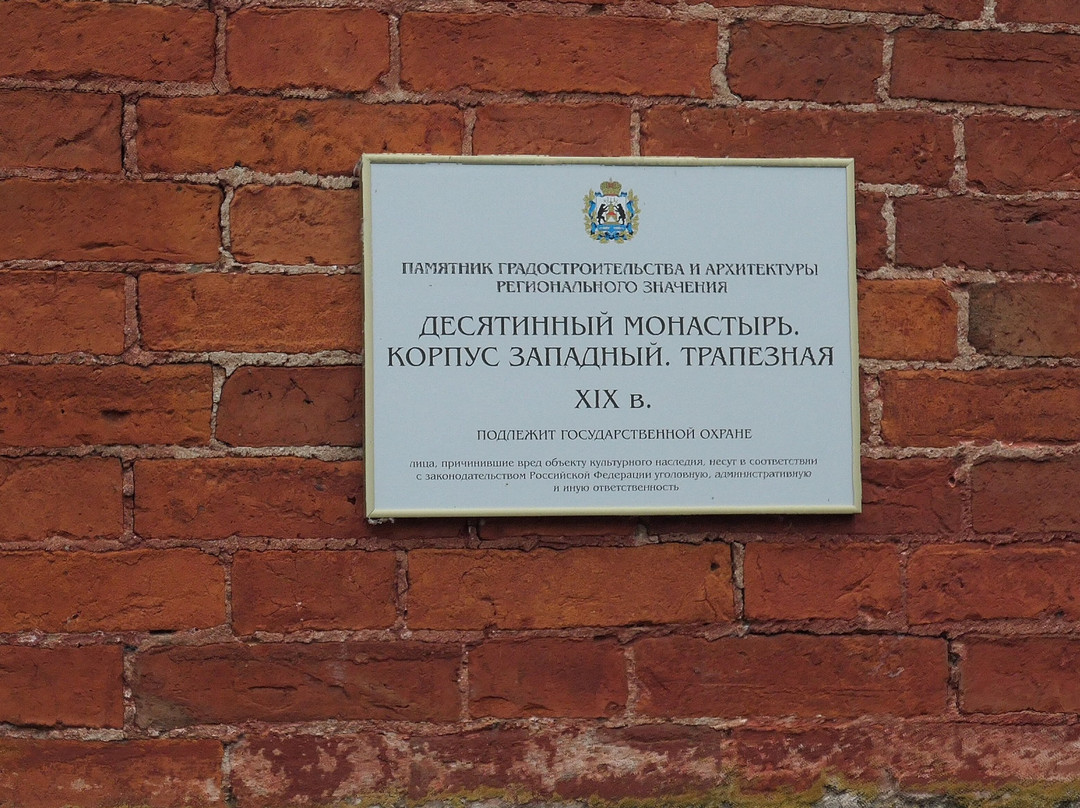 ПАМЯТНИК ГРАДОСТРОИТЕЛЬСТВА И АРХИТЕКТУРЫ
РЕГИОНАЛЬНОГО ЗНАЧЕНИЯ
ДЕСЯТИННЫЙ МОНАСТЫРЬ.
КОРПУС ЗАПАДНЫЙ. ТРАПЕЗНАЯ
XIX в.
ПОДЛЕЖИТ ГОСУДАРСТВЕННОЙ ОХРАНЕ
лица, причинившие вред объекту культурного наследия, несут в соответствии
с законодательством Российской Федерации уголовную, административную
и иную ответственность